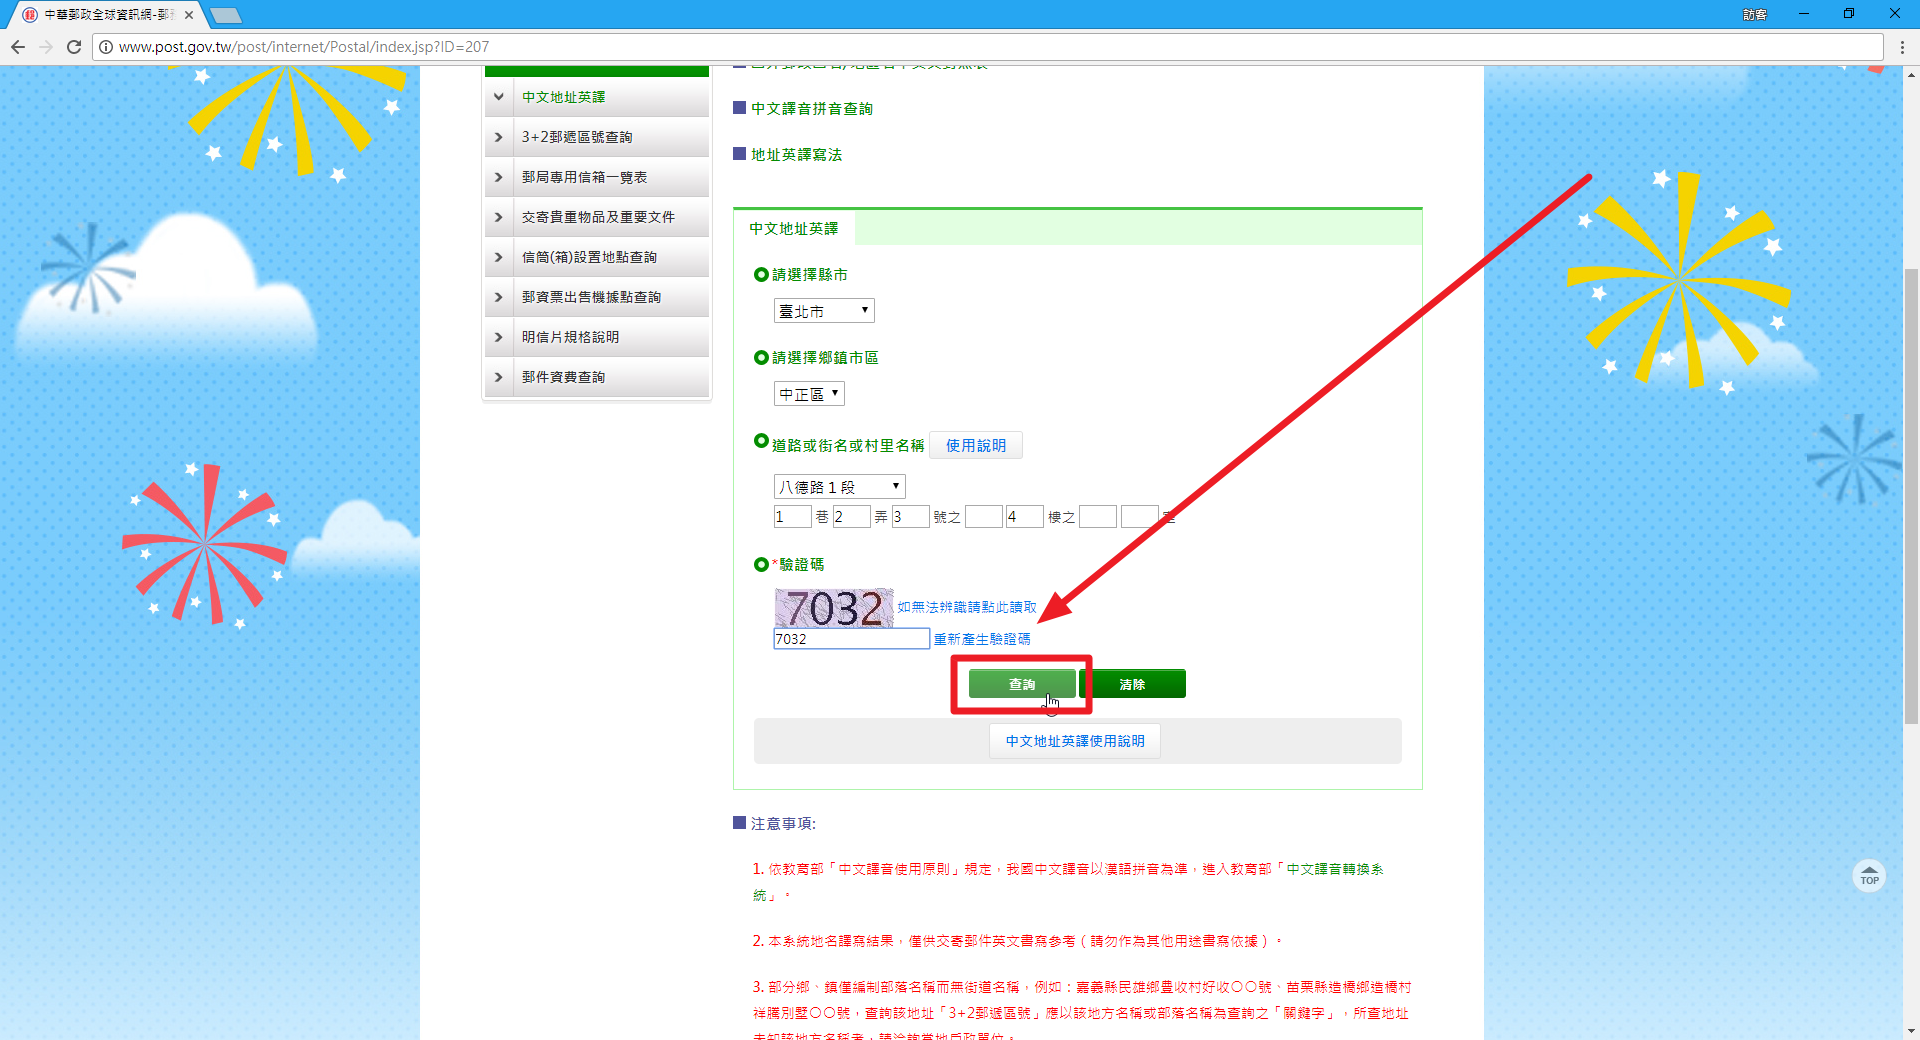 中華郵政全球資訊網-郵
訪客
www.post.gov.tw/post/internet/Postal/index.jsp?ID=207
中文地址英譯
3+2郵遞區號查詢
郵局專用信箱一覽表
交寄貴重物品及重要文件
信筒(箱)設置地點查詢
郵資票出售機據點查詢
明信片規格說明
郵件資費查詢
中文譯音拼音查詢
地址英譯寫法
中文地址英譯
請選擇縣市
臺北市
請選擇鄉鎮市區
中正區
道路或街名或村里名稱 使用說明
八德路１段
1 巷 2 弄 3 號之 4 樓之
*驗證碼
7032 如無法辨識請點此讀取
7032 重新產生驗證碼
查詢 清除
中文地址英譯使用說明
注意事項:
1. 依教育部「中文譯音使用原則」規定，我國中文譯音以漢語拼音為準，進入教育部「中文譯音轉換系
統」。
2. 本系統地名譯寫結果，僅供交寄郵件英文書寫參考（請勿作為其他用途書寫依據）。
3. 部分鄉、鎮僅編制部落名稱而無街道名稱，例如：嘉義縣民雄鄉豊收村好收○○號、苗栗縣造橋鄉造橋村
祥騰別墅○○號，查詢該地址「3+2郵遞區號」應以該地方名稱或部落名稱為查詢之「關鍵字」，所查地址
TOP